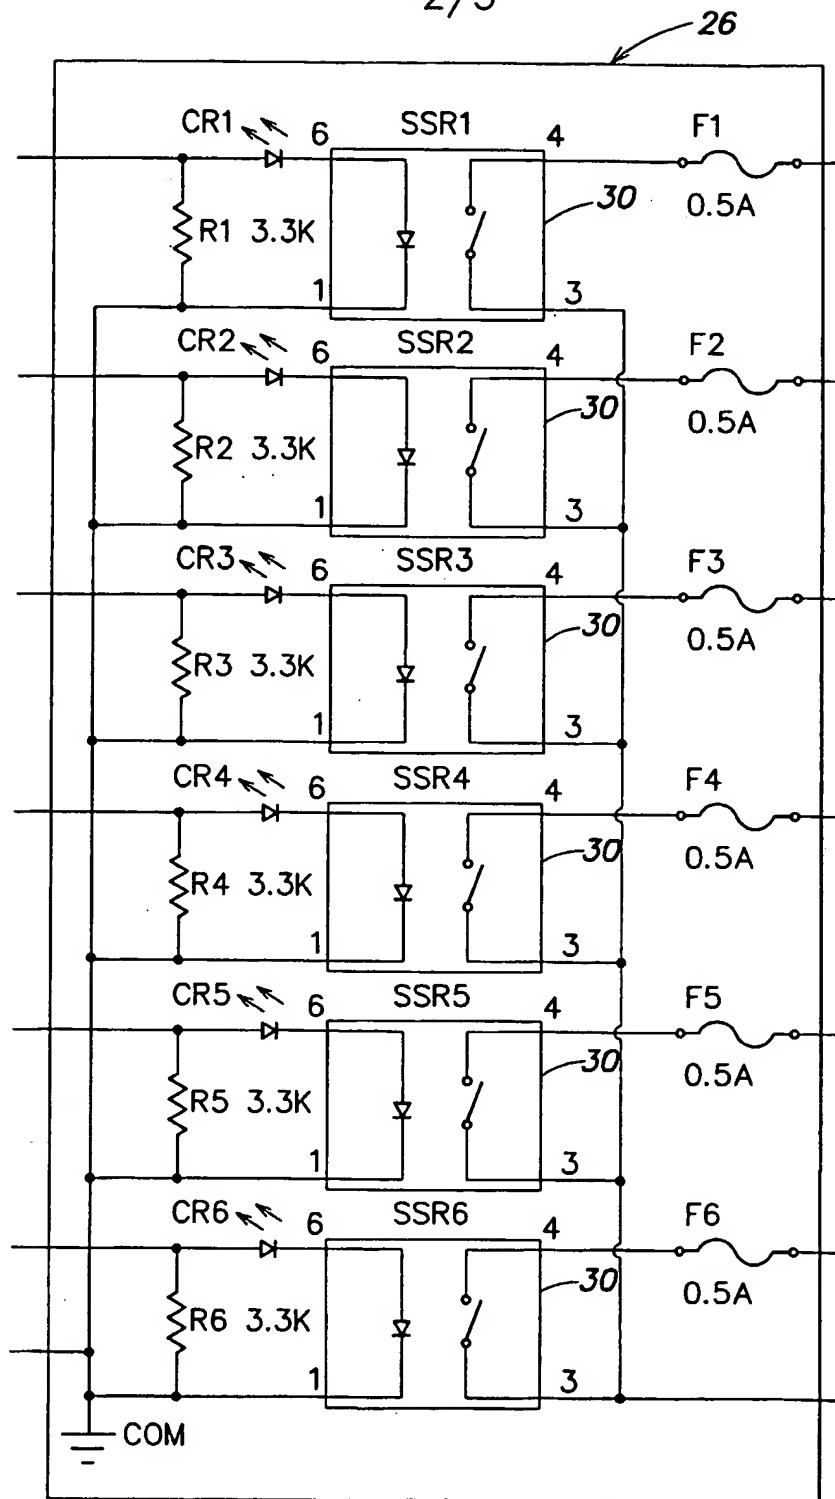 2/5
26
CR1 6 SSR1 4 F1
30
R1 3.3K 0.5A
1 3
CR2 6 SSR2 4 F2
30
R2 3.3K 0.5A
1 3
CR3 6 SSR3 4 F3
30
R3 3.3K 0.5A
1 3
CR4 6 SSR4 4 F4
30
R4 3.3K 0.5A
1 3
CR5 6 SSR5 4 F5
30
R5 3.3K 0.5A
1 3
CR6 6 SSR6 4 F6
30
R6 3.3K 0.5A
1 3
COM